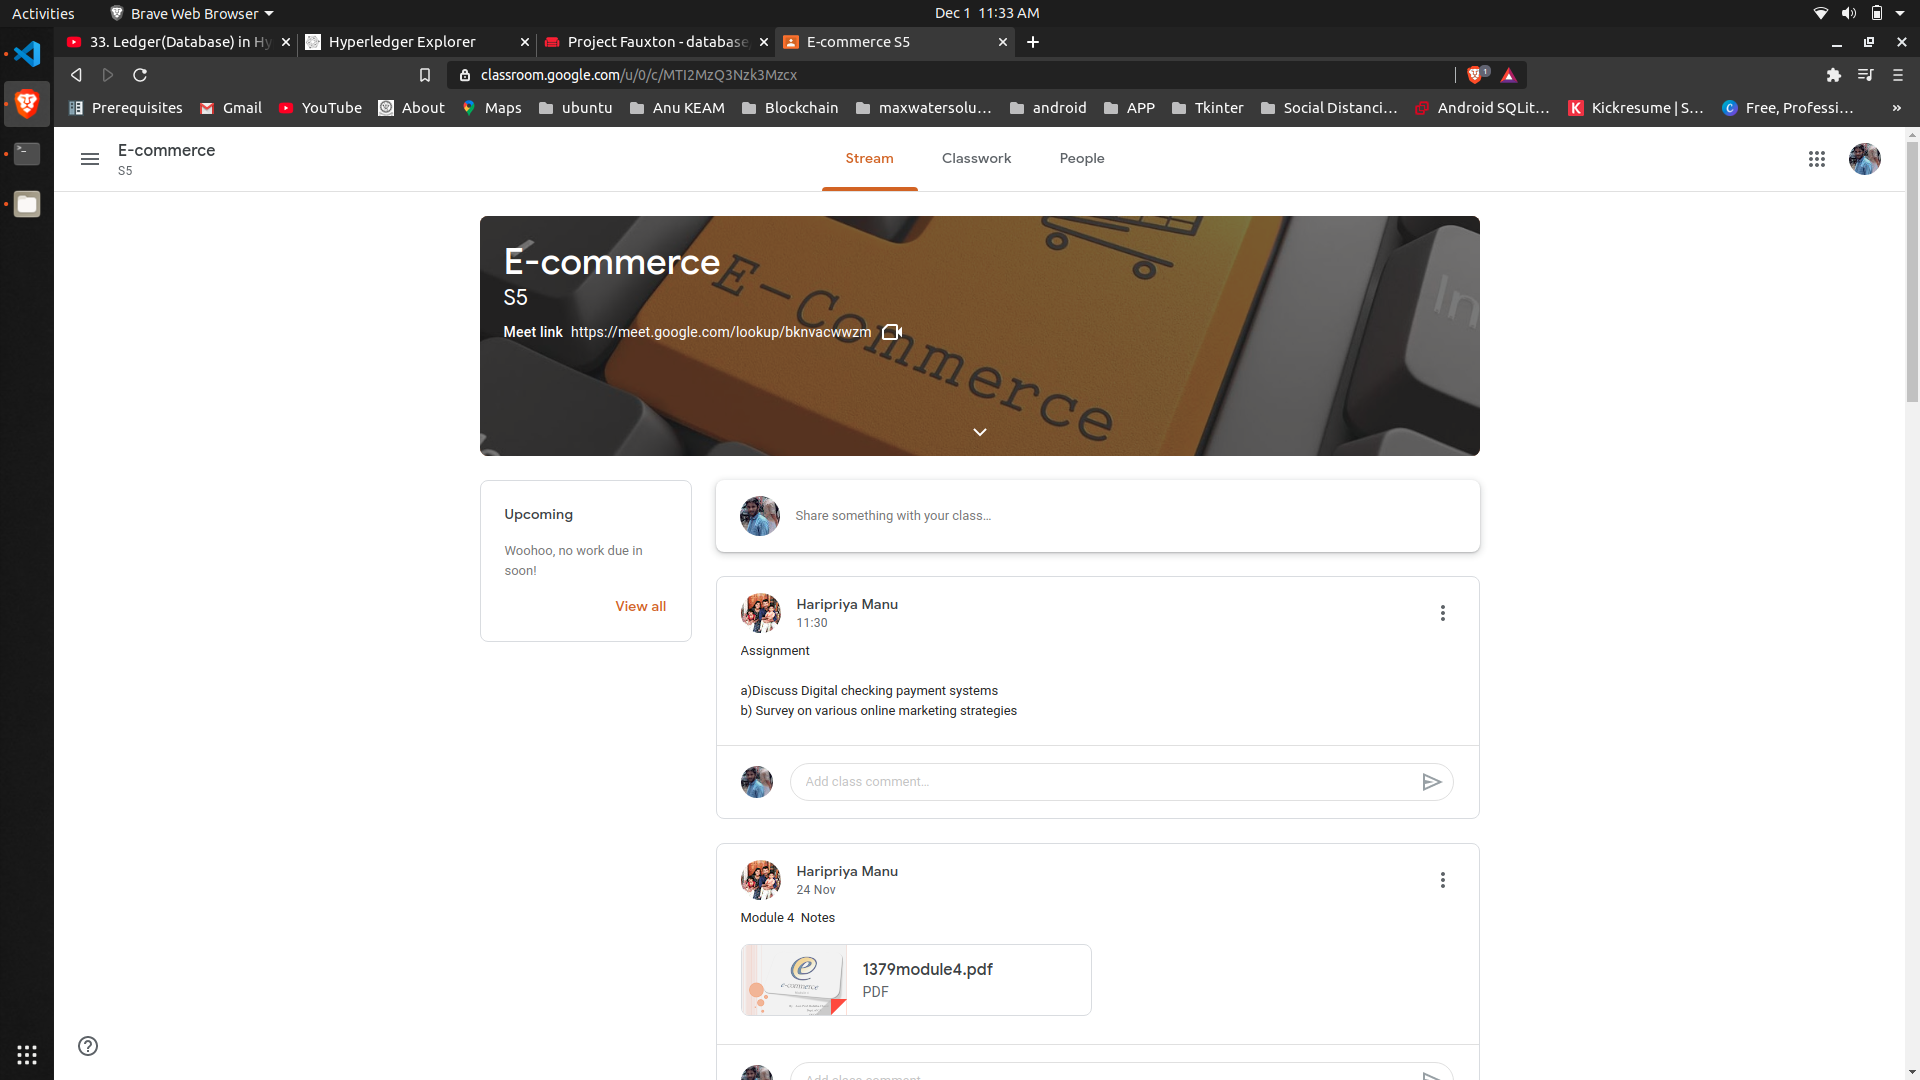 Activities
Brave Web Browser
Dec 1 11:33 AM
33. Ledger(Database) in Hy
Hyperledger Explorer
Project Fauxton - database
E-commerce S5
classroom.google.com/u/0/c/MTI2MzQ3Nzk3Mzcx
1
Prerequisites
Gmail
YouTube
About
Maps
ubuntu
Anu KEAM
Blockchain
maxwatersolu…
android
APP
Tkinter
Social Distanci…
Android SQLit…
Kickresume | S…
Free, Professi…
»
E-commerce
S5
Stream
Classwork
People
E-commerce
S5
Meet link https://meet.google.com/lookup/bknvacwwzm
E-Commerce
In
Upcoming
Woohoo, no work due in
soon!
View all
Share something with your class…
Haripriya Manu
11:30
Assignment
a)Discuss Digital checking payment systems
b) Survey on various online marketing strategies
Add class comment…
Haripriya Manu
24 Nov
Module 4 Notes
e-commerce
1379module4.pdf
PDF
Add class comment…